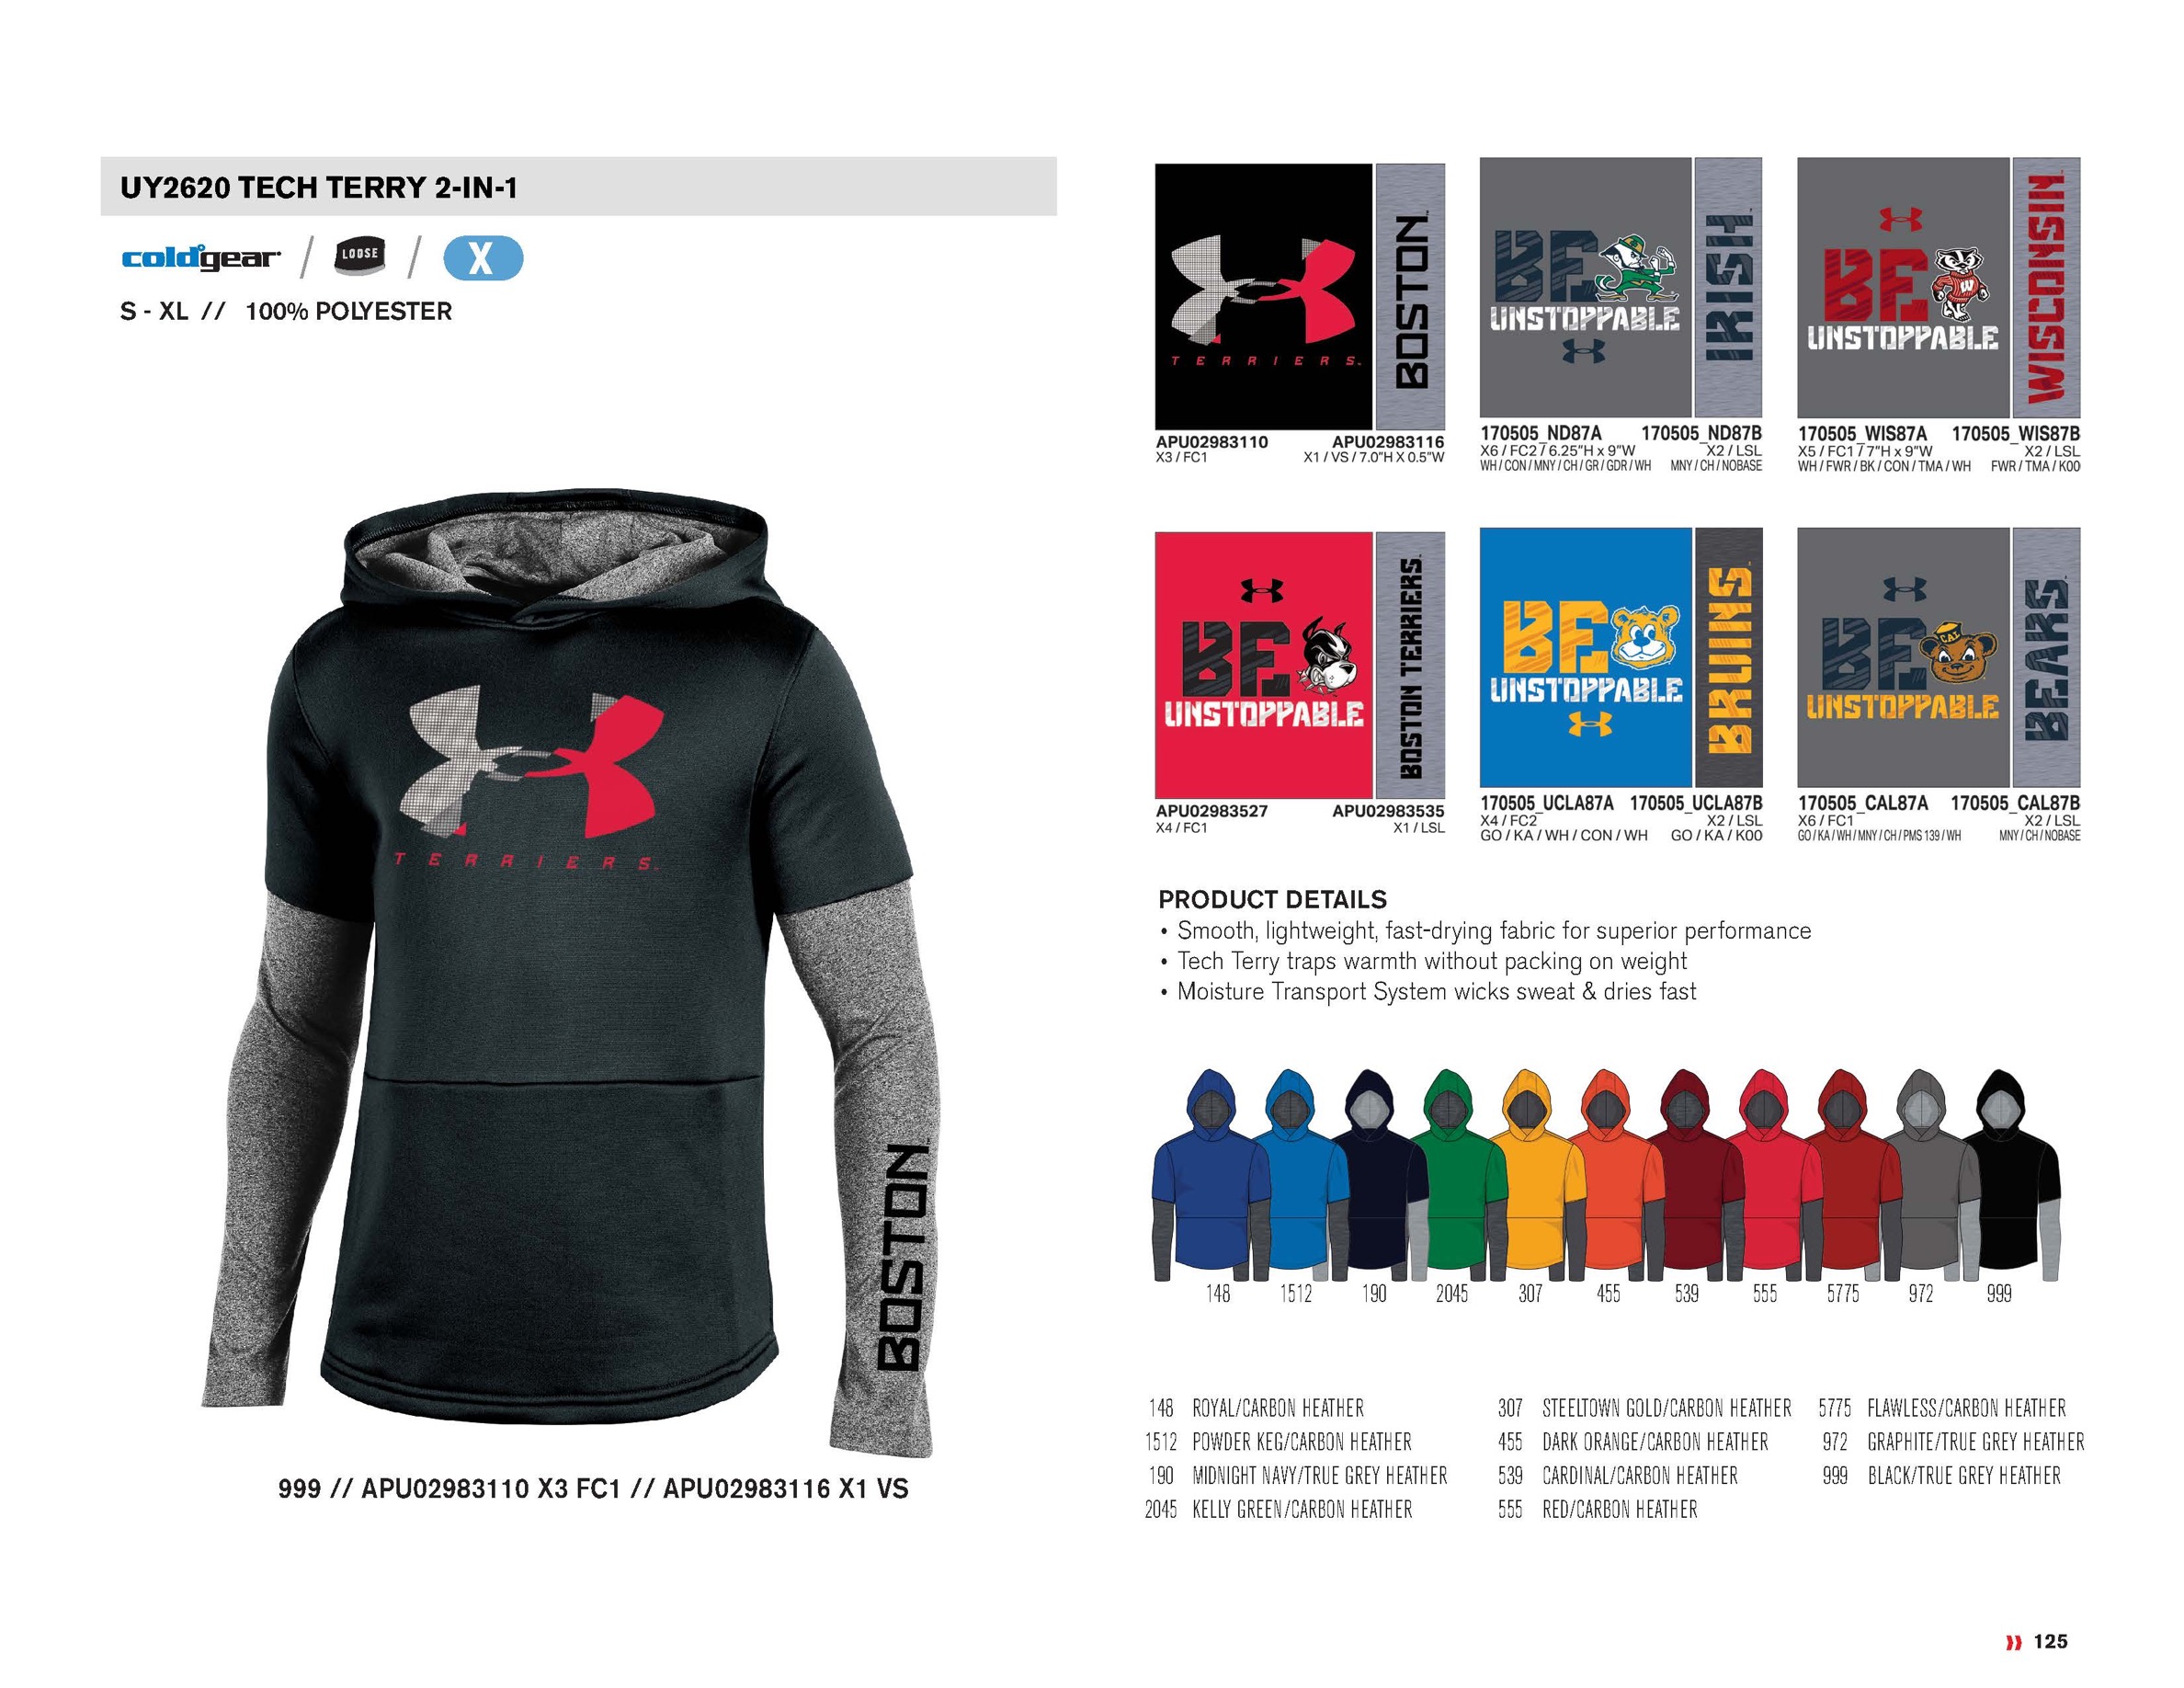 UY2620 TECH TERRY 2-IN-1
coldgear
LOOSE
X
S - XL // 100% POLYESTER
TERRIERS.
BOSTON
999 // APU02983110 X3 FC1 // APU02983116 X1 VS
TERRIERS.
BOSTON
APU02983110 APU02983116
X3 / FC1 X1 / VS / 7.0"H X 0.5"W
BE
UNSTOPPABLE
IRISH
170505_ND87A 170505_ND87B
X6 / FC2 / 6.25"H x 9"W X2 / LSL
WH / CON / MNY / CH / GR / GDR / WH MNY / CH / NOBASE
BE
W
UNSTOPPABLE
WISCONSIN
170505_WIS87A 170505_WIS87B
X5 / FC1 / 7"H x 9"W X2 / LSL
WH / FWR / BK / CON / TMA / WH FWR / TMA / K00
BE
UNSTOPPABLE
BOSTON TERRIERS
APU02983527 APU02983535
X4 / FC1 X1 / LSL
BE
UNSTOPPABLE
BRUINS
170505_UCLA87A 170505_UCLA87B
X4 / FC2 X2 / LSL
GO / KA / WH / CON / WH GO / KA / K00
BE
CAL
UNSTOPPABLE
BEARS
170505_CAL87A 170505_CAL87B
X6 / FC1 X2 / LSL
GO / KA / WH / MNY / CH / PMS 139 / WH MNY / CH / NOBASE
PRODUCT DETAILS
• Smooth, lightweight, fast-drying fabric for superior performance
• Tech Terry traps warmth without packing on weight
• Moisture Transport System wicks sweat & dries fast
148 1512 190 2045 307 455 539 555 5775 972 999
148 ROYAL/CARBON HEATHER
1512 POWDER KEG/CARBON HEATHER
190 MIDNIGHT NAVY/TRUE GREY HEATHER
2045 KELLY GREEN/CARBON HEATHER
307 STEELTOWN GOLD/CARBON HEATHER
455 DARK ORANGE/CARBON HEATHER
539 CARDINAL/CARBON HEATHER
555 RED/CARBON HEATHER
5775 FLAWLESS/CARBON HEATHER
972 GRAPHITE/TRUE GREY HEATHER
999 BLACK/TRUE GREY HEATHER
125